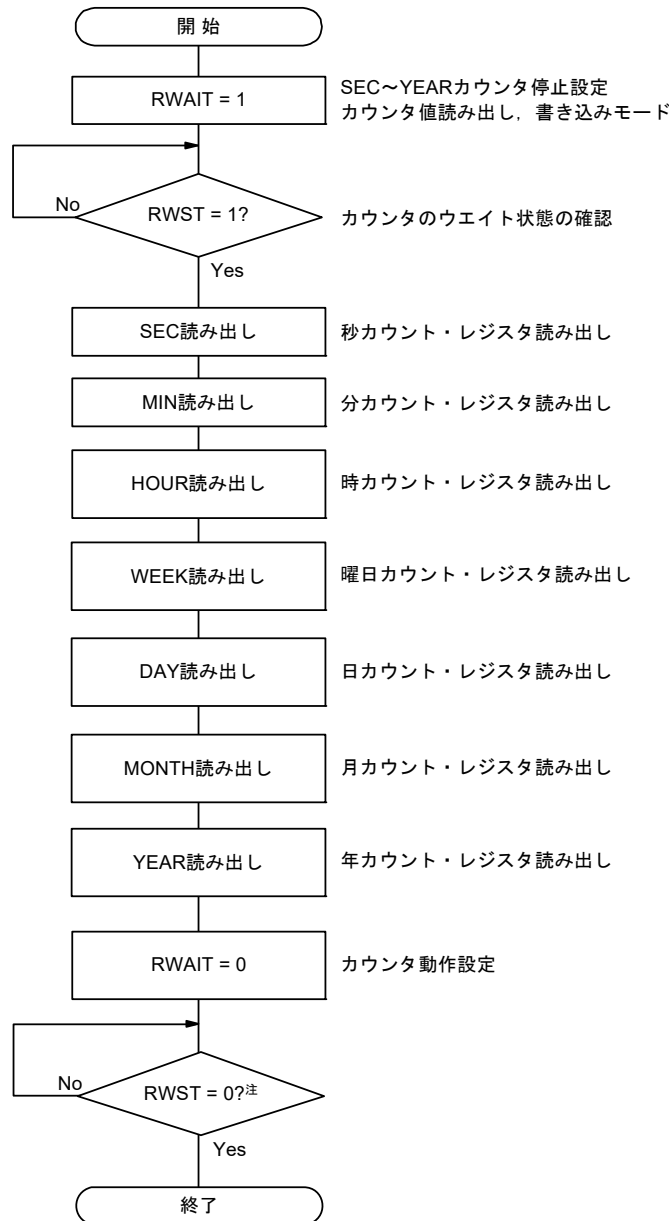 開 始
RWAIT = 1
SEC～YEARカウンタ停止設定
カウンタ値読み出し，書き込みモード
No
RWST = 1?
カウンタのウエイト状態の確認
Yes
SEC読み出し
秒カウント・レジスタ読み出し
MIN読み出し
分カウント・レジスタ読み出し
HOUR読み出し
時カウント・レジスタ読み出し
WEEK読み出し
曜日カウント・レジスタ読み出し
DAY読み出し
日カウント・レジスタ読み出し
MONTH読み出し
月カウント・レジスタ読み出し
YEAR読み出し
年カウント・レジスタ読み出し
RWAIT = 0
カウンタ動作設定
No
RWST = 0?注
Yes
終了